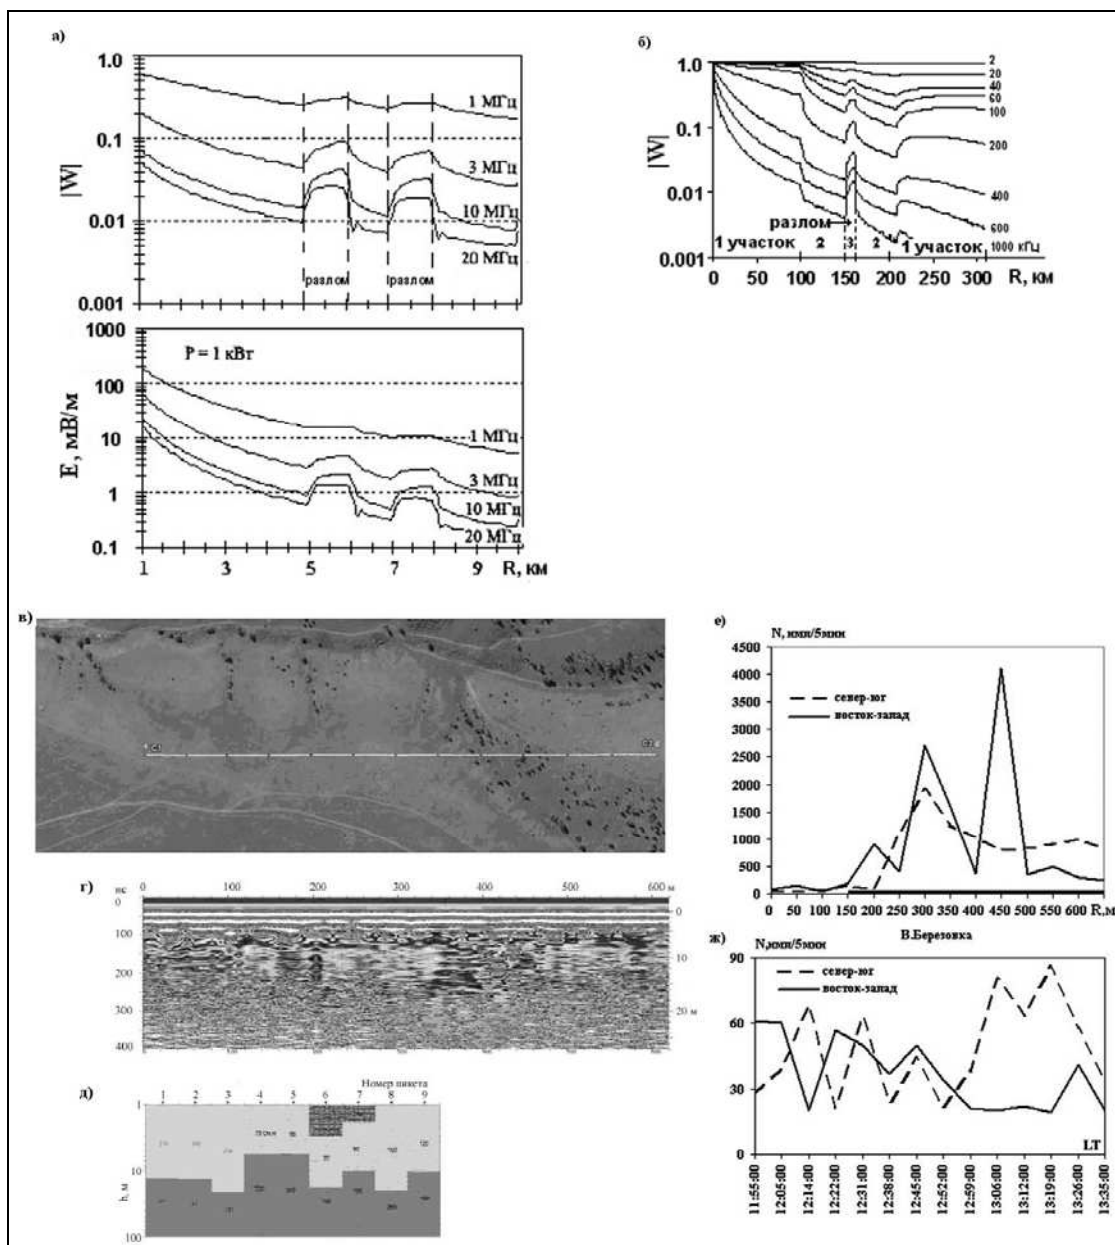 а)
1.0
0.1
0.01
0.001
|W|
1 МГц
3 МГц
10 МГц
20 МГц
разлом
разлом
1000
100
10
1
0.1
E, мВ/м
P = 1 кВт
1 МГц
3 МГц
10 МГц
20 МГц
1 3 5 7 9 R, км
б)
1.0
0.1
0.01
0.001
|W|
2
20
40
60
100
200
400
600
1000 кГц
разлом
1 участок 2 3 2 1 участок
0 50 100 150 200 250 300
R, км
в)
г)
нс 0 100 200 300 400 500 600 м
0
100
200
300
400
0
10
20 м
д)
Номер пикета
1 2 3 4 5 6 7 8 9
1
10
100
h, м
е)
N, имп/5мин
4500
4000
3500
3000
2500
2000
1500
1000
500
0
север-юг
восток-запад
0 50 100 150 200 250 300 350 400 450 500 550 600 R,м
В.Березовка
ж)
N,имп/5мин
90
60
30
0
север-юг
восток-запад
LT
11:55:00
12:05:00
12:14:00
12:22:00
12:31:00
12:38:00
12:45:00
12:52:00
12:59:00
13:06:00
13:12:00
13:19:00
13:26:00
13:35:00